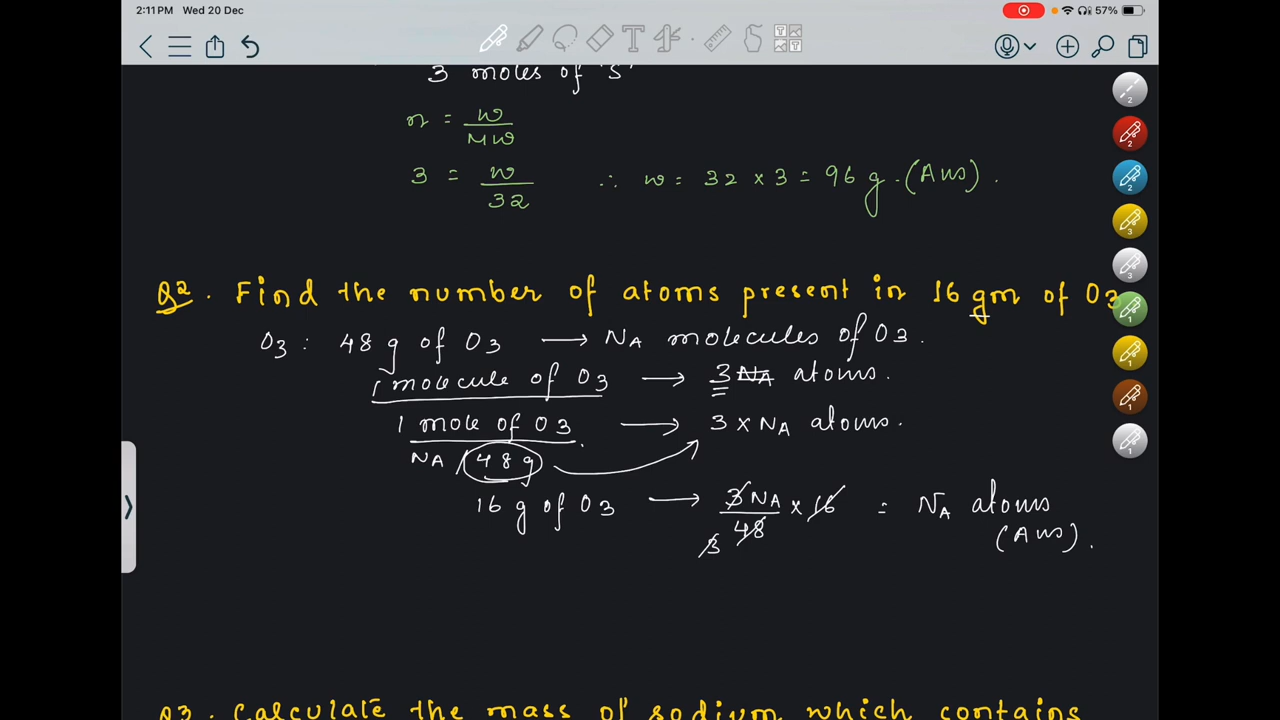 2:11 PM Wed 20 Dec 57%
3 moles of 'S'
n = w / MW
3 = w / 32 ∴ w = 32 × 3 = 96 g. (Ans).
Q2. Find the number of atoms present in 16 gm of O3
O3 : 48 g of O3 → NA molecules of O3.
1 molecule of O3 → 3 NA atoms.
1 mole of O3 → 3 × NA atoms.
NA / 48 g
16 g of O3 → 3 NA / 48 × 16 = NA atoms
3 (Ans).
Q3. Calculate the mass of sodium which contains